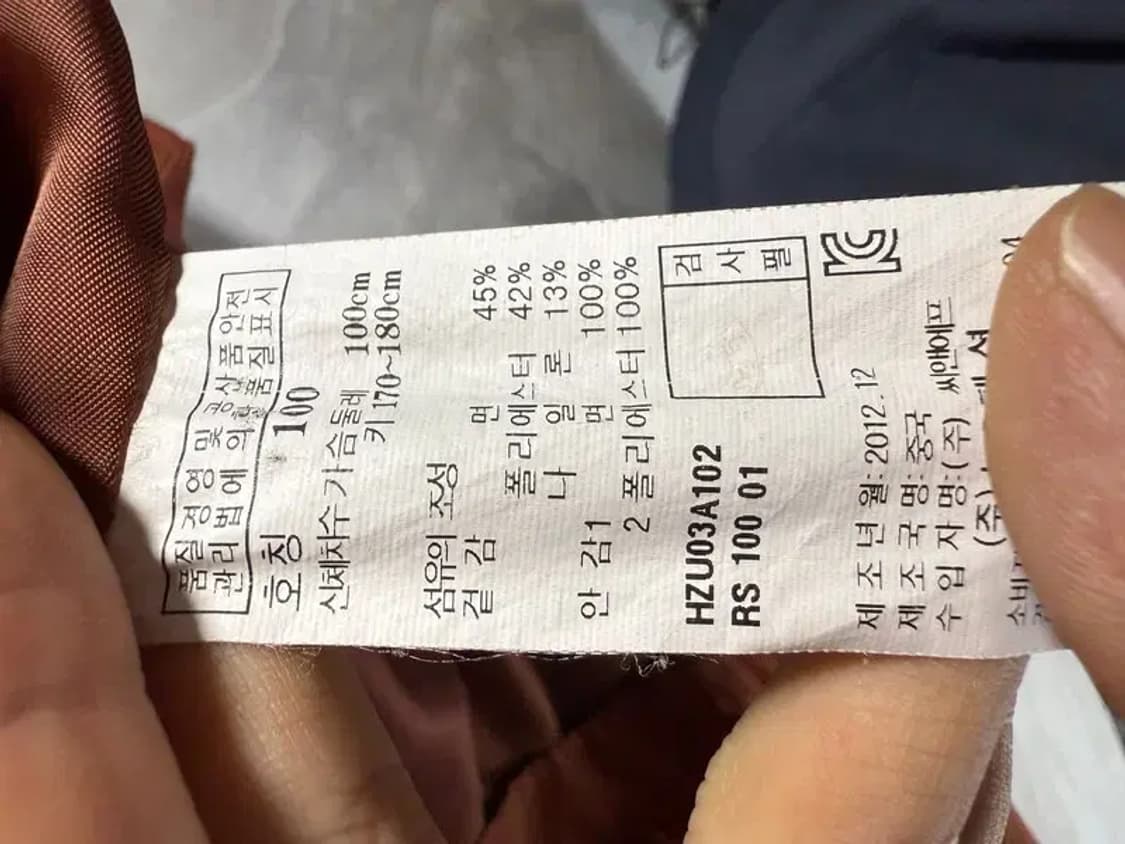 품질경영 및 공산품안전
관리법에 의한 품질표시
호칭 100
신체치수 가슴둘레 100cm
키 170~180cm
섬유의 조성
겉감 면 45%
폴리에스터 42%
나일론 13%
안감1 면 100%
2 폴리에스터 100%
HZU03A102
RS 100 01
검사필
제조년월: 2012.12
제조국명: 중국
수입자명:(주) 씨앤에프
(주)